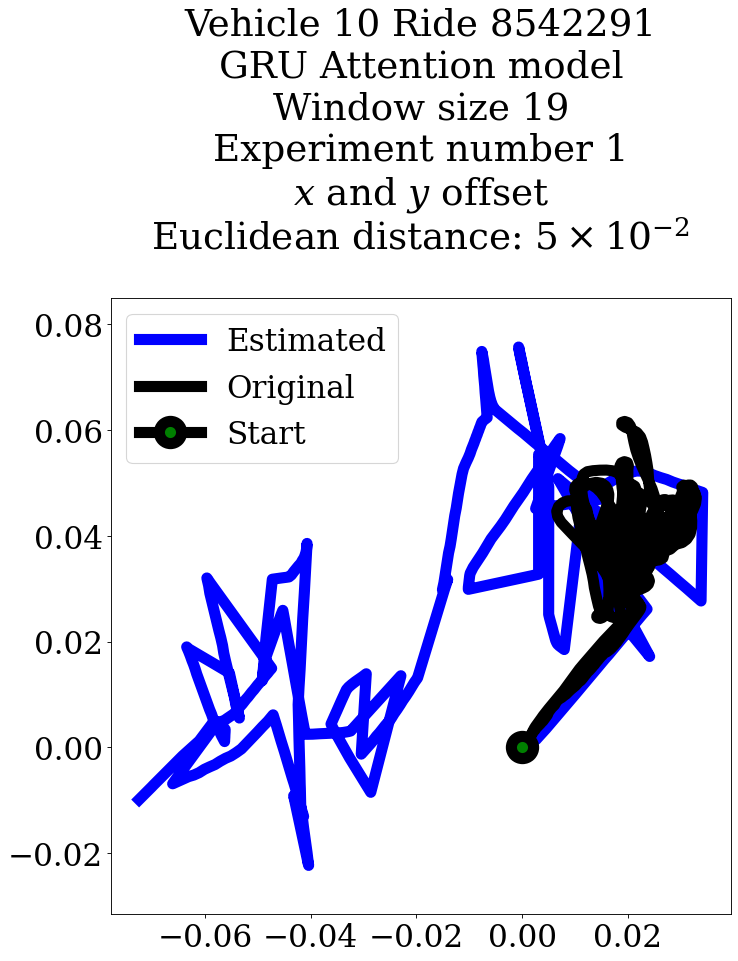 Vehicle 10 Ride 8542291
GRU Attention model
Window size 19
Experiment number 1
x and y offset
Euclidean distance: 5 × 10⁻²
Estimated
Original
Start
0.08
0.06
0.04
0.02
0.00
−0.02
−0.06 −0.04 −0.02 0.00 0.02